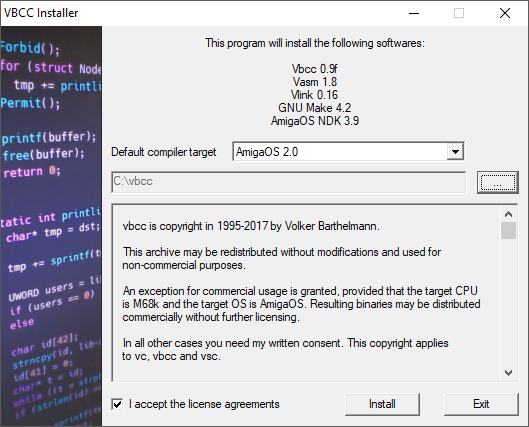 VBCC Installer
This program will install the following softwares:
Vbcc 0.9f
Vasm 1.8
Vlink 0.16
GNU Make 4.2
AmigaOS NDK 3.9
Default compiler target
AmigaOS 2.0
C:\vbcc
...
vbcc is copyright in 1995-2017 by Volker Barthelmann.
This archive may be redistributed without modifications and used for
non-commercial purposes.
An exception for commercial usage is granted, provided that the target CPU
is M68k and the target OS is AmigaOS. Resulting binaries may be distributed
commercially without further licensing.
In all other cases you need my written consent. This copyright applies
to vc, vbcc and vsc.
I accept the license agreements
Install
Exit
Forbid();
for (struct Node
tmp += printli
Permit();
printf(buffer);
free(buffer);
return 0;
static int printli
char* tmp = dst;
tmp += sprintf(t
UWORD users = lib
if (users == 0)
else
char id[42];
strncpy(id, lib-
id[41] = 0;
char* t = id;
while ((t = strpb
if (strlen(id)
tmp += sprintf(